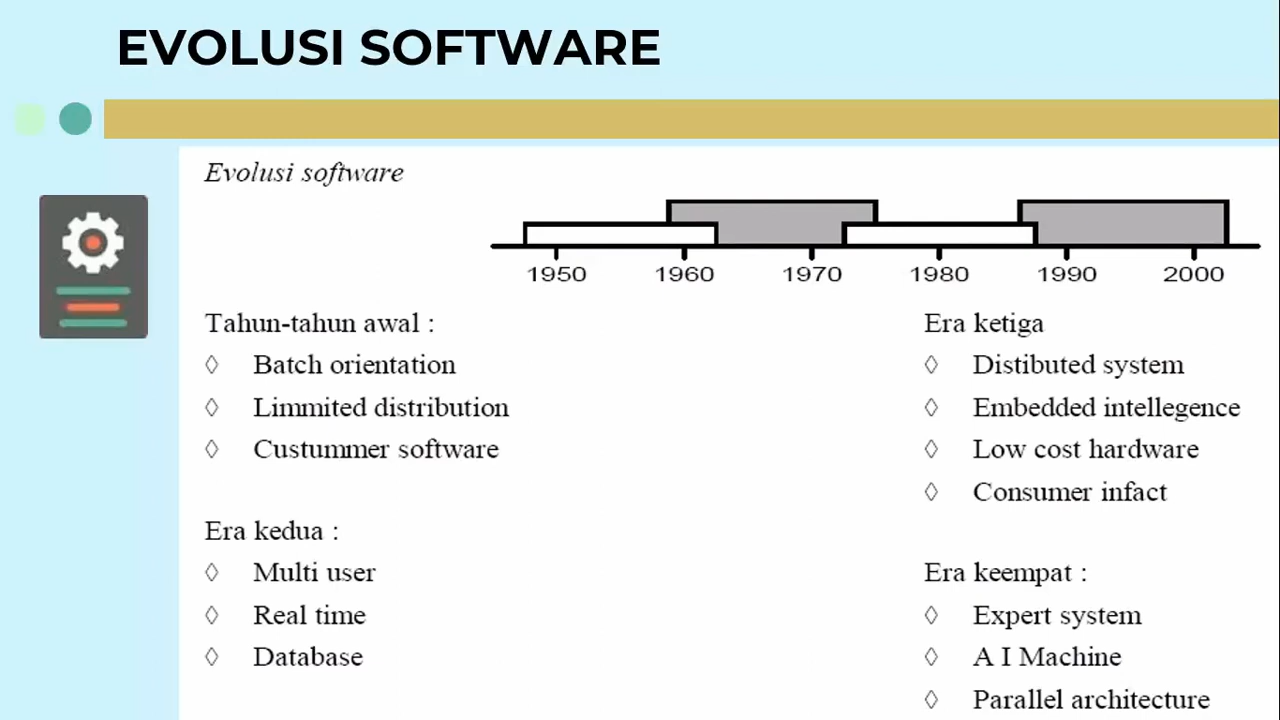 EVOLUSI SOFTWARE
Evolusi software
1950 1960 1970 1980 1990 2000
Tahun-tahun awal :
◊ Batch orientation
◊ Limmited distribution
◊ Custummer software
Era kedua :
◊ Multi user
◊ Real time
◊ Database
Era ketiga
◊ Distibuted system
◊ Embedded intellegence
◊ Low cost hardware
◊ Consumer infact
Era keempat :
◊ Expert system
◊ A I Machine
◊ Parallel architecture